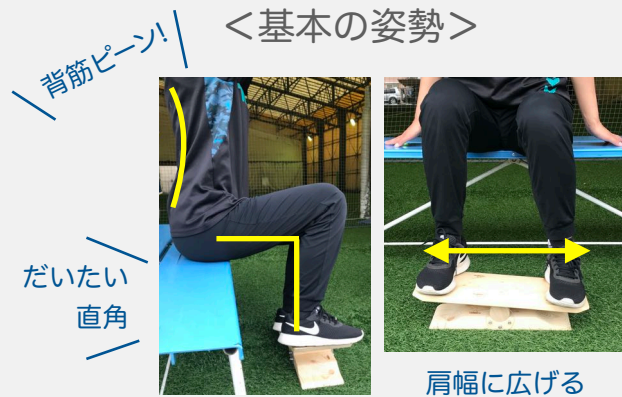 ＜基本の姿勢＞
背筋ピーン!
だいたい
直角
肩幅に広げる